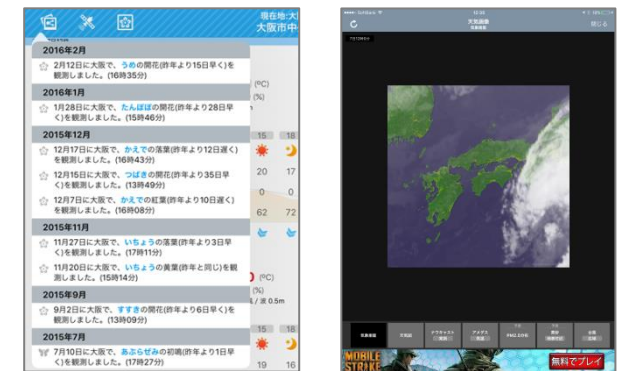 現在地:大
大阪市中
2016年2月
2月12日に大阪で、うめの開花(昨年より15日早く)を
観測しました。(16時35分)
2016年1月
1月28日に大阪で、たんぽぽの開花(昨年より28日早
く)を観測しました。(15時46分)
2015年12月
12月17日に大阪で、かえでの落葉(昨年より12日遅く)
を観測しました。(16時43分)
12月15日に大阪で、つばきの開花(昨年より35日早
く)を観測しました。(13時49分)
12月7日に大阪で、かえでの紅葉(昨年より10日遅く)
を観測しました。(16時08分)
2015年11月
11月27日に大阪で、いちょうの落葉(昨年より3日早
く)を観測しました。(17時11分)
11月20日に大阪で、いちょうの黄葉(昨年と同じ)を観
測しました。(15時14分)
2015年9月
9月2日に大阪で、すすきの開花(昨年より6日早く)を
観測しました。(13時09分)
2015年7月
7月10日に大阪で、あぶらぜみの初鳴(昨年より1日早
く)を観測しました。(17時27分)
(℃)
(%)
15 18
20 17
0 0
62 72
(℃)
(%)
/ 波 0.5m
15 18
19 16
閉じる
天気図
アメダス
MOBILE
STRIKE
無料でプレイ